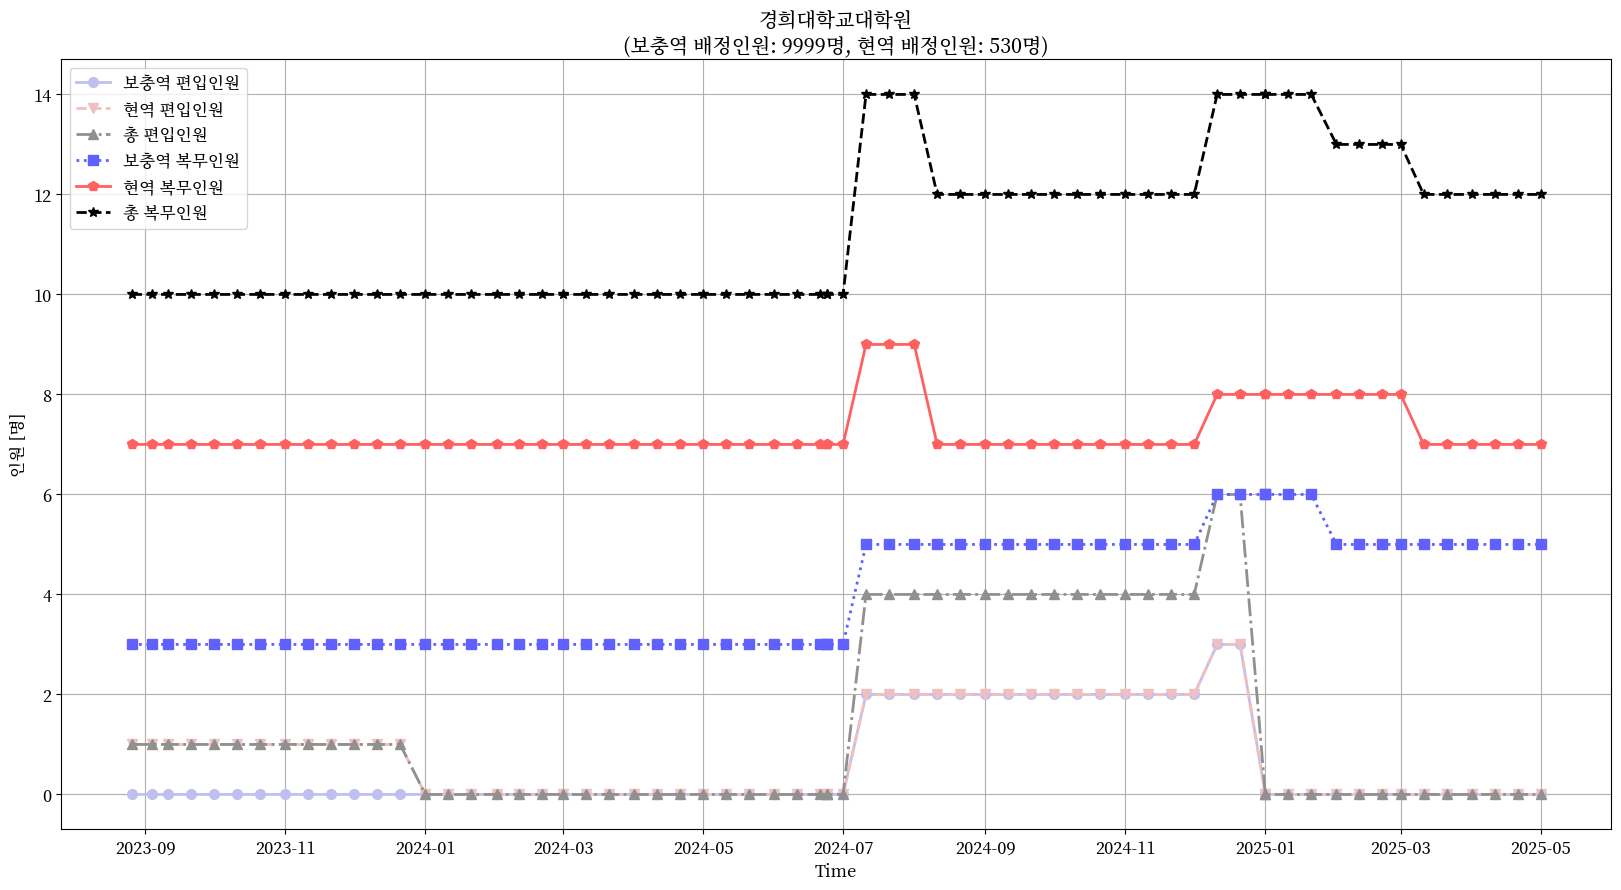 경희대학교대학원
(보충역 배정인원: 9999명, 현역 배정인원: 530명)
보충역 편입인원
현역 편입인원
총 편입인원
보충역 복무인원
현역 복무인원
총 복무인원
인원 [명]
14
12
10
8
6
4
2
0
2023-09 2023-11 2024-01 2024-03 2024-05 2024-07 2024-09 2024-11 2025-01 2025-03 2025-05
Time